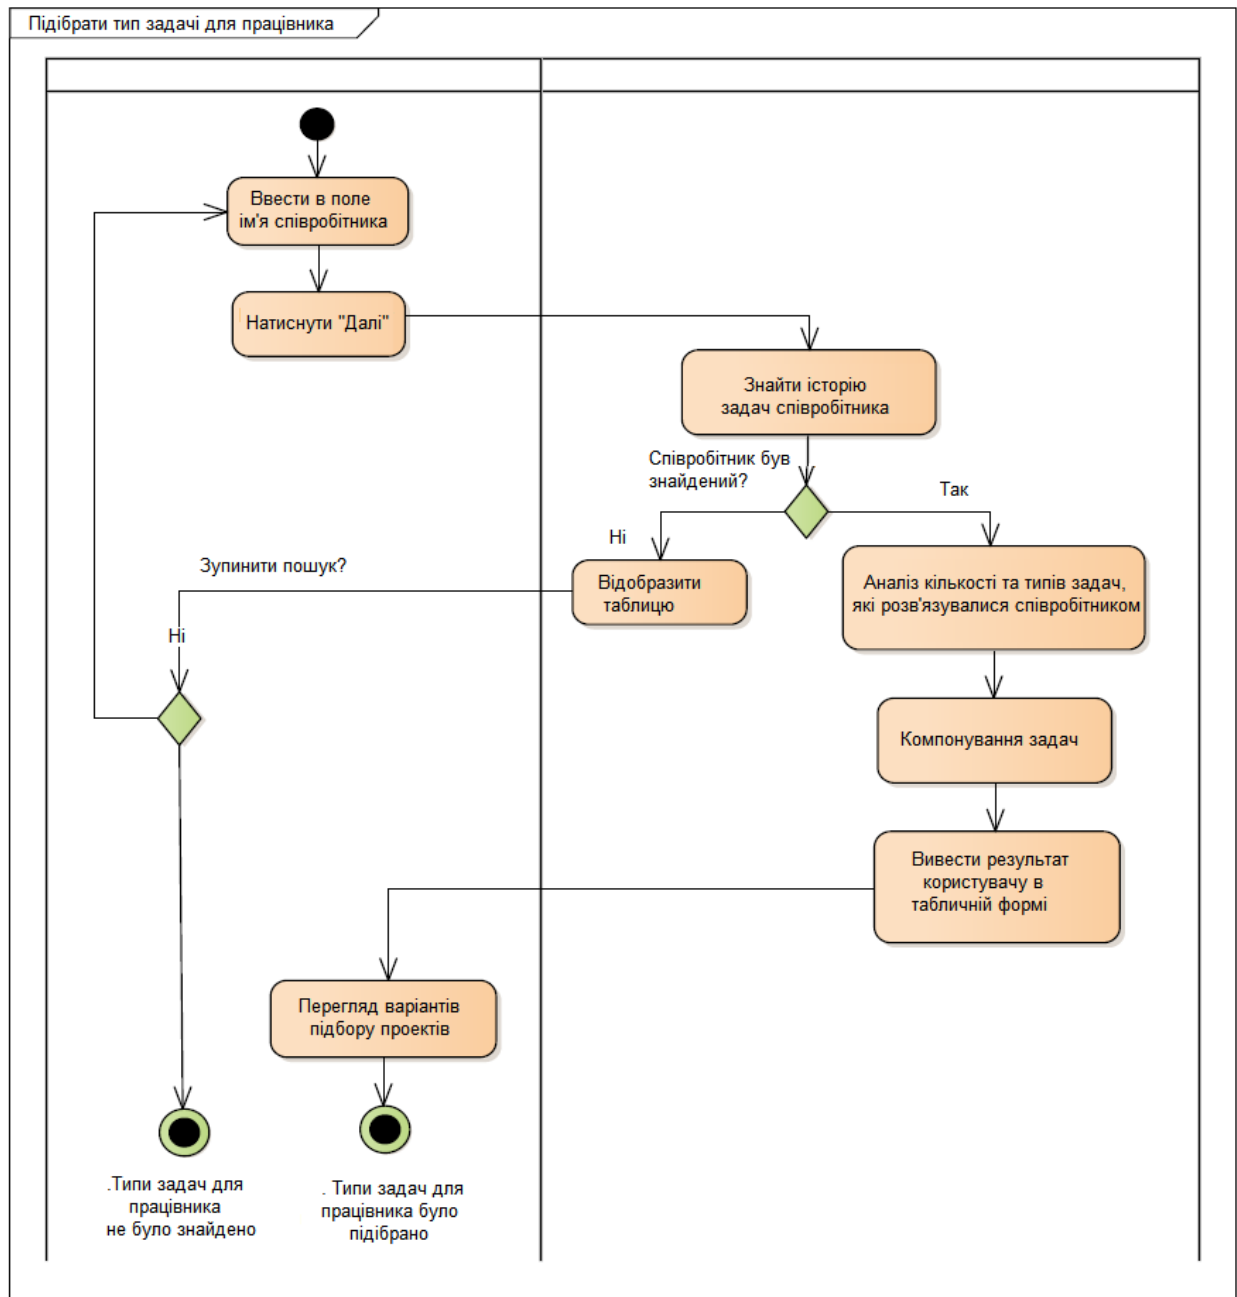 Підібрати тип задачі для працівника
Ввести в поле
ім'я співробітника
Натиснути "Далі"
Знайти історію
задач співробітника
Співробітник був
знайдений?
Так
Ні
Зупинити пошук?
Відобразити
таблицю
Аналіз кількості та типів задач,
які розв'язувалися співробітником
Ні
Компонування задач
Вивести результат
користувачу в
табличній формі
Перегляд варіантів
підбору проектів
.Типи задач для
працівника
не було знайдено
. Типи задач для
працівника було
підібрано